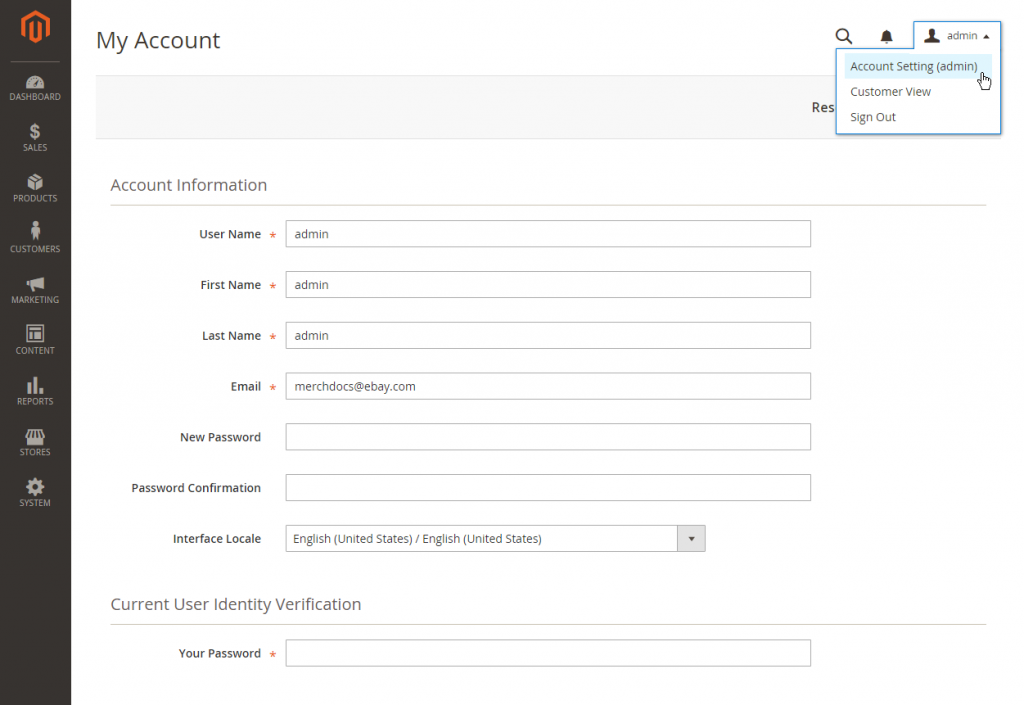 My Account
admin
Account Setting (admin)
Customer View
Sign Out
DASHBOARD
SALES
PRODUCTS
CUSTOMERS
MARKETING
CONTENT
REPORTS
STORES
SYSTEM
Res
Account Information
User Name * admin
First Name * admin
Last Name * admin
Email * merchdocs@ebay.com
New Password
Password Confirmation
Interface Locale English (United States) / English (United States)
Current User Identity Verification
Your Password *